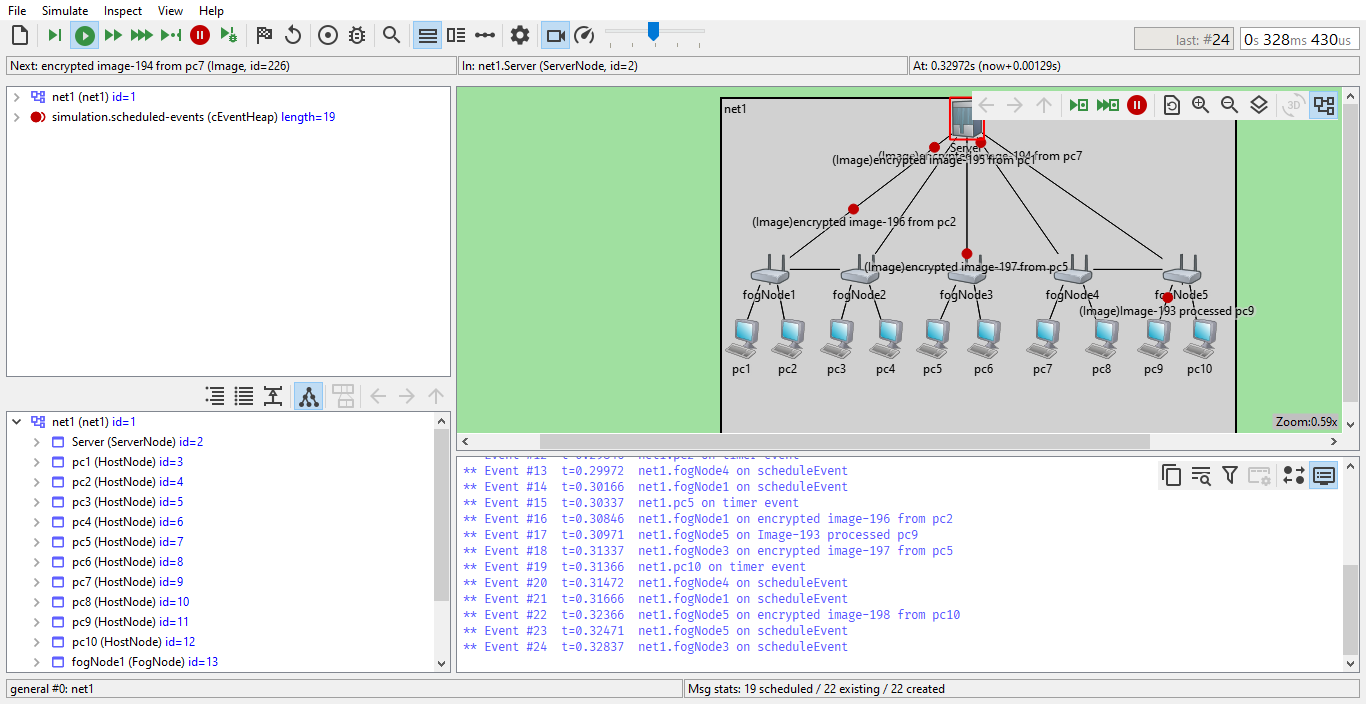 File Simulate Inspect View Help
last: #24 0s 328ms 430us
Next: encrypted image-194 from pc7 (Image, id=226) In: net1.Server (ServerNode, id=2) At: 0.32972s (now+0.00129s)
net1 (net1) id=1
simulation.scheduled-events (cEventHeap) length=19
net1
3D
Server
(Image)encrypted image-194 from pc7
(Image)encrypted image-195 from pc1
(Image)encrypted image-196 from pc2
(Image)encrypted image-197 from pc5
fogNode1 fogNode2 fogNode3 fogNode4 fogNode5
(Image)Image-193 processed pc9
pc1 pc2 pc3 pc4 pc5 pc6 pc7 pc8 pc9 pc10
Zoom:0.59x
net1 (net1) id=1
Server (ServerNode) id=2
pc1 (HostNode) id=3
pc2 (HostNode) id=4
pc3 (HostNode) id=5
pc4 (HostNode) id=6
pc5 (HostNode) id=7
pc6 (HostNode) id=8
pc7 (HostNode) id=9
pc8 (HostNode) id=10
pc9 (HostNode) id=11
pc10 (HostNode) id=12
fogNode1 (FogNode) id=13
** Event #13 t=0.29972 net1.fogNode4 on scheduleEvent
** Event #14 t=0.30166 net1.fogNode1 on scheduleEvent
** Event #15 t=0.30337 net1.pc5 on timer event
** Event #16 t=0.30846 net1.fogNode1 on encrypted image-196 from pc2
** Event #17 t=0.30971 net1.fogNode5 on Image-193 processed pc9
** Event #18 t=0.31337 net1.fogNode3 on encrypted image-197 from pc5
** Event #19 t=0.31366 net1.pc10 on timer event
** Event #20 t=0.31472 net1.fogNode4 on scheduleEvent
** Event #21 t=0.31666 net1.fogNode1 on scheduleEvent
** Event #22 t=0.32366 net1.fogNode5 on encrypted image-198 from pc10
** Event #23 t=0.32471 net1.fogNode5 on scheduleEvent
** Event #24 t=0.32837 net1.fogNode3 on scheduleEvent
general #0: net1 Msg stats: 19 scheduled / 22 existing / 22 created